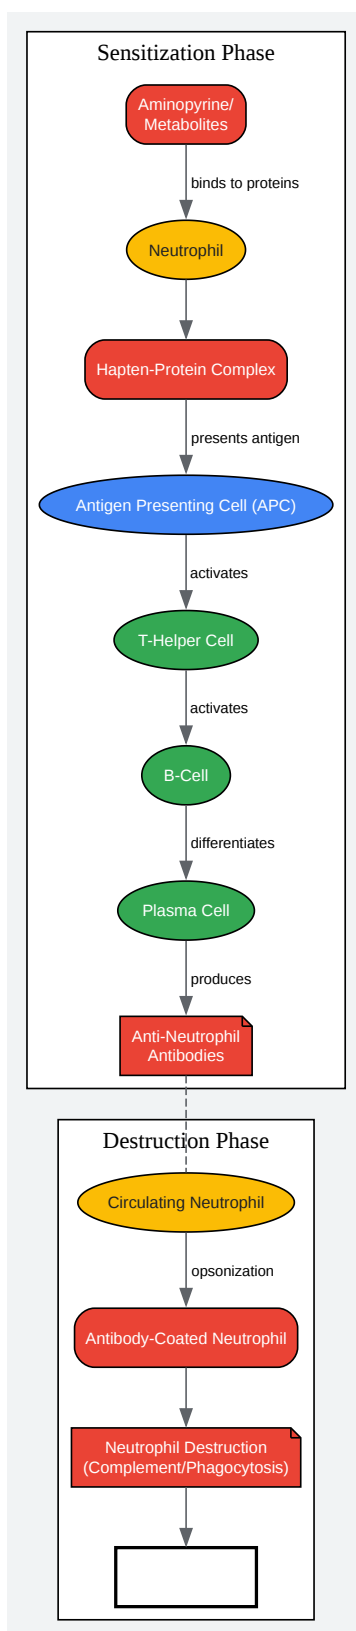 Sensitization Phase
Aminopyrine/
Metabolites
binds to proteins
Neutrophil
Hapten-Protein Complex
presents antigen
Antigen Presenting Cell (APC)
activates
T-Helper Cell
activates
B-Cell
differentiates
Plasma Cell
produces
Anti-Neutrophil
Antibodies
Destruction Phase
Circulating Neutrophil
opsonization
Antibody-Coated Neutrophil
Neutrophil Destruction
(Complement/Phagocytosis)